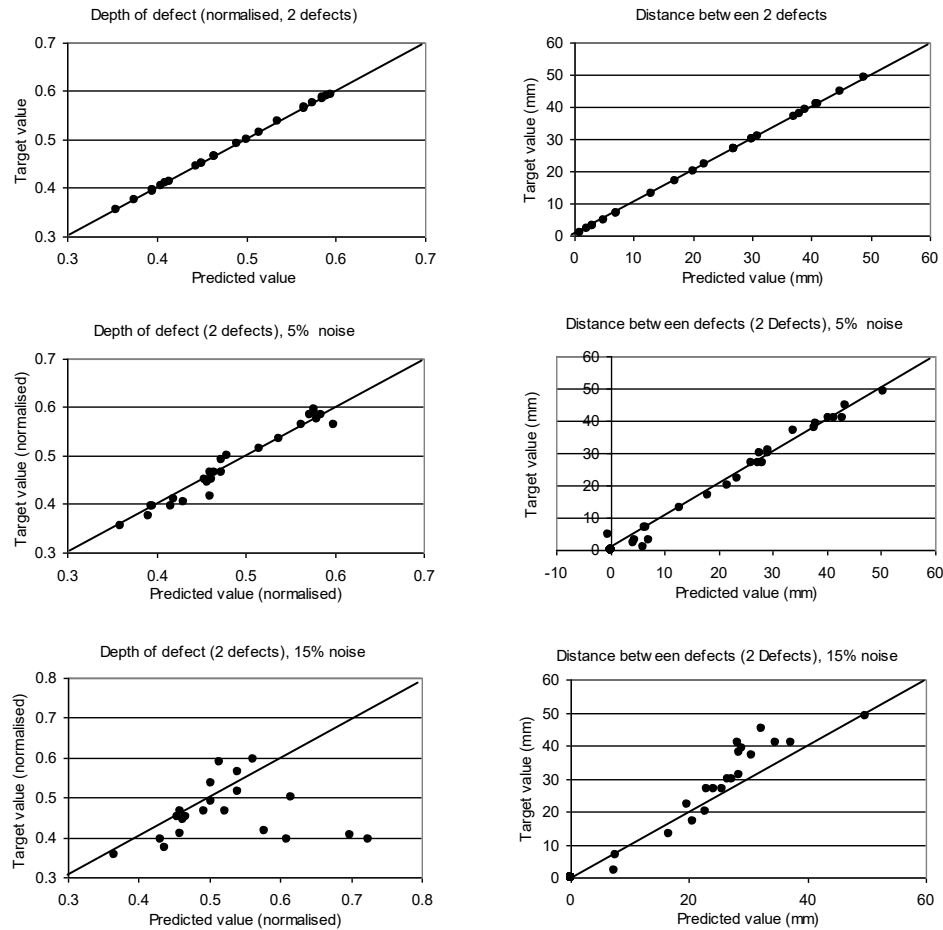 Depth of defect (normalised, 2 defects)
0.7
0.6
0.5
0.4
0.3
Target value
0.3 0.4 0.5 0.6 0.7
Predicted value
Distance between 2 defects
60
50
40
30
20
10
0
Target value (mm)
0 10 20 30 40 50 60
Predicted value (mm)
Depth of defect (2 defects), 5% noise
0.7
0.6
0.5
0.4
0.3
Target value (normalised)
0.3 0.4 0.5 0.6 0.7
Predicted value (normalised)
Distance between defects (2 Defects), 5% noise
60
50
40
30
20
10
0
Target value (mm)
-10 0 10 20 30 40 50 60
Predicted value (mm)
Depth of defect (2 defects), 15% noise
0.8
0.7
0.6
0.5
0.4
0.3
Target value (normalised)
0.3 0.4 0.5 0.6 0.7 0.8
Predicted value (normalised)
Distance between defects (2 Defects), 15% noise
60
50
40
30
20
10
0
Target value (mm)
0 20 40 60
Predicted value (mm)